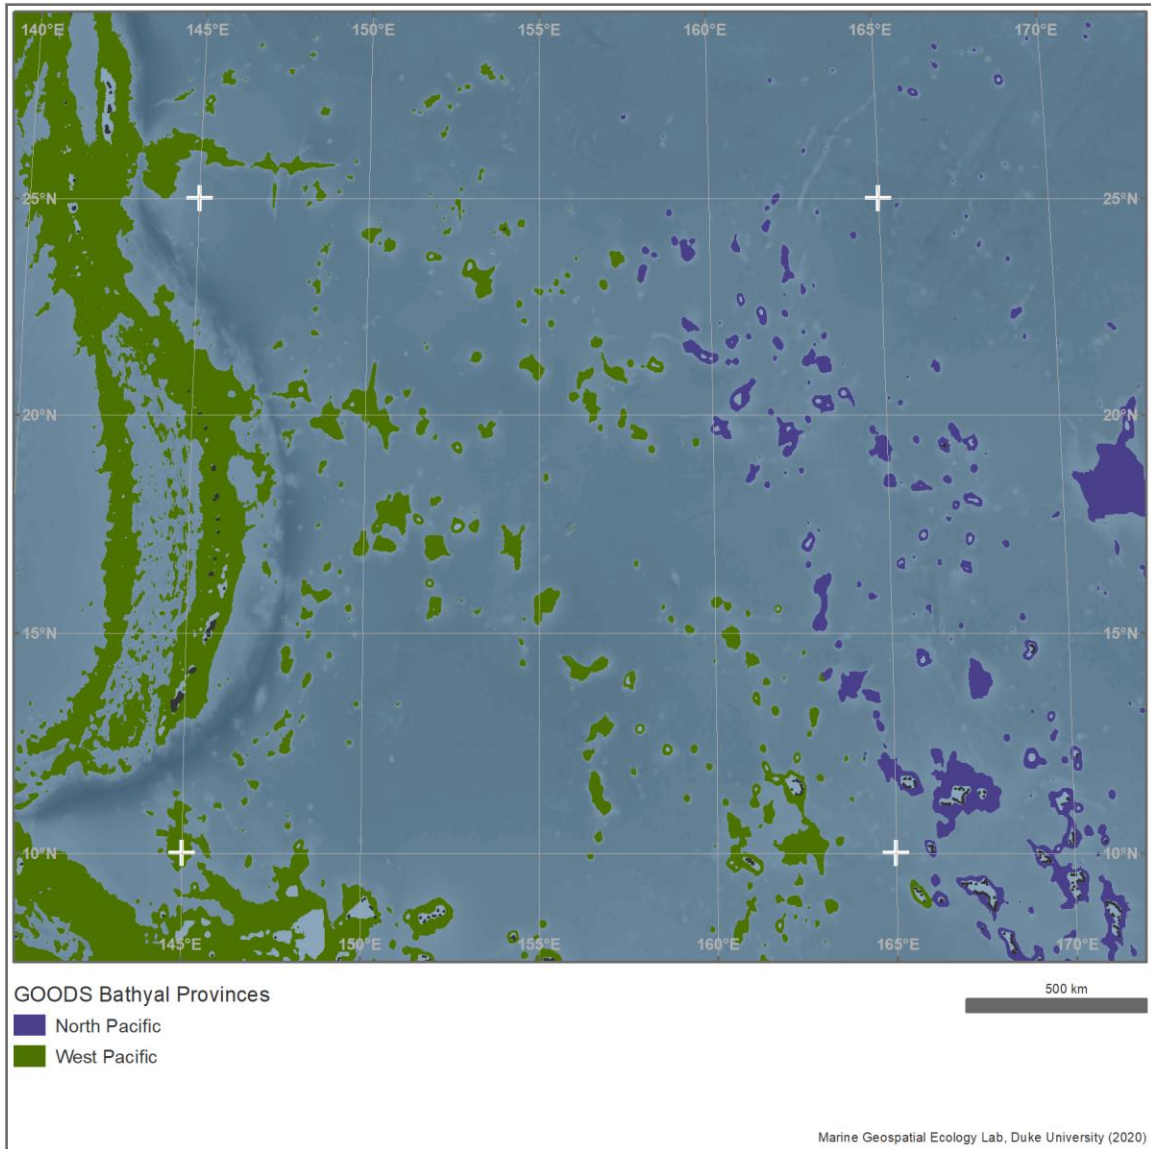 140°E 145°E 150°E 155°E 160°E 165°E 170°E
25°N 25°N
20°N 20°N
15°N 15°N
10°N 10°N
145°E 150°E 155°E 160°E 165°E 170°E
GOODS Bathyal Provinces
North Pacific
West Pacific
500 km
Marine Geospatial Ecology Lab, Duke University (2020)